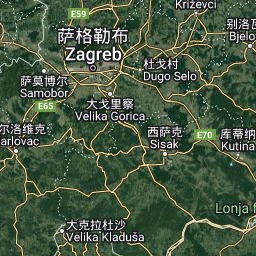 E59
Križevci
萨格勒布
Zagreb
别洛瓦
Bjelo
杜戈村
Dugo Selo
萨莫博尔
Samobor
E65
大戈里察
Velika Gorica
尔洛维克
arlovac
西萨克
Sisak
E70
库蒂纳
Kutina
Lonja
大克拉杜沙
Velika Kladuša